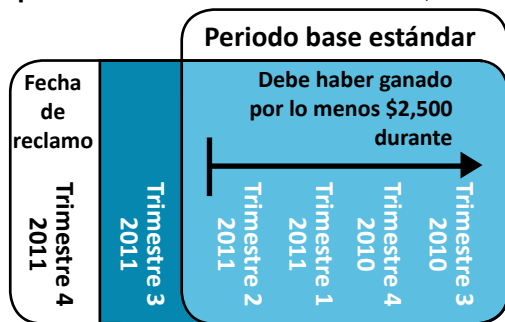 Periodo base estándar
Fecha
de
reclamo
Debe haber ganado
por lo menos $2,500
durante
Trimestre 4
2011
Trimestre 3
2011
Trimestre 2
2011
Trimestre 1
2011
Trimestre 4
2010
Trimestre 3
2010